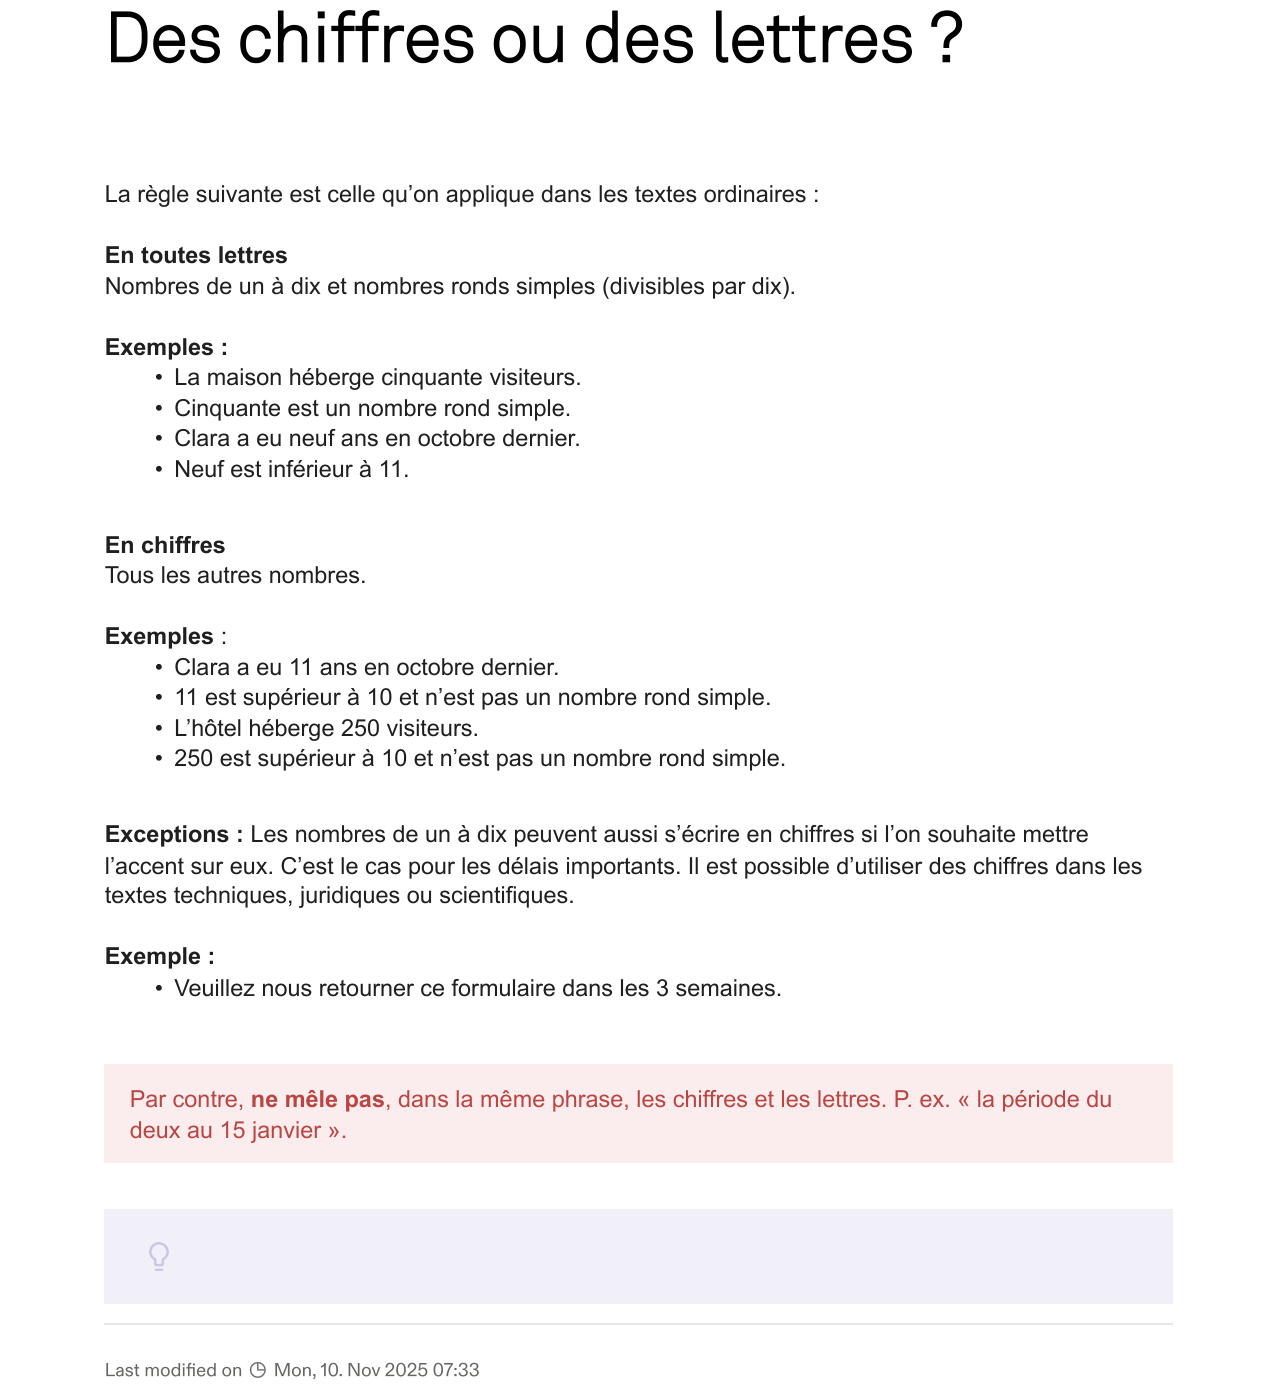 Des chiffres ou des lettres ?
La règle suivante est celle qu’on applique dans les textes ordinaires :
En toutes lettres
Nombres de un à dix et nombres ronds simples (divisibles par dix).
Exemples :
• La maison héberge cinquante visiteurs.
• Cinquante est un nombre rond simple.
• Clara a eu neuf ans en octobre dernier.
• Neuf est inférieur à 11.
En chiffres
Tous les autres nombres.
Exemples :
• Clara a eu 11 ans en octobre dernier.
• 11 est supérieur à 10 et n’est pas un nombre rond simple.
• L’hôtel héberge 250 visiteurs.
• 250 est supérieur à 10 et n’est pas un nombre rond simple.
Exceptions : Les nombres de un à dix peuvent aussi s’écrire en chiffres si l’on souhaite mettre
l’accent sur eux. C’est le cas pour les délais importants. Il est possible d’utiliser des chiffres dans les
textes techniques, juridiques ou scientifiques.
Exemple :
• Veuillez nous retourner ce formulaire dans les 3 semaines.
Par contre, ne mêle pas, dans la même phrase, les chiffres et les lettres. P. ex. « la période du
deux au 15 janvier ».
Last modified on Mon, 10. Nov 2025 07:33